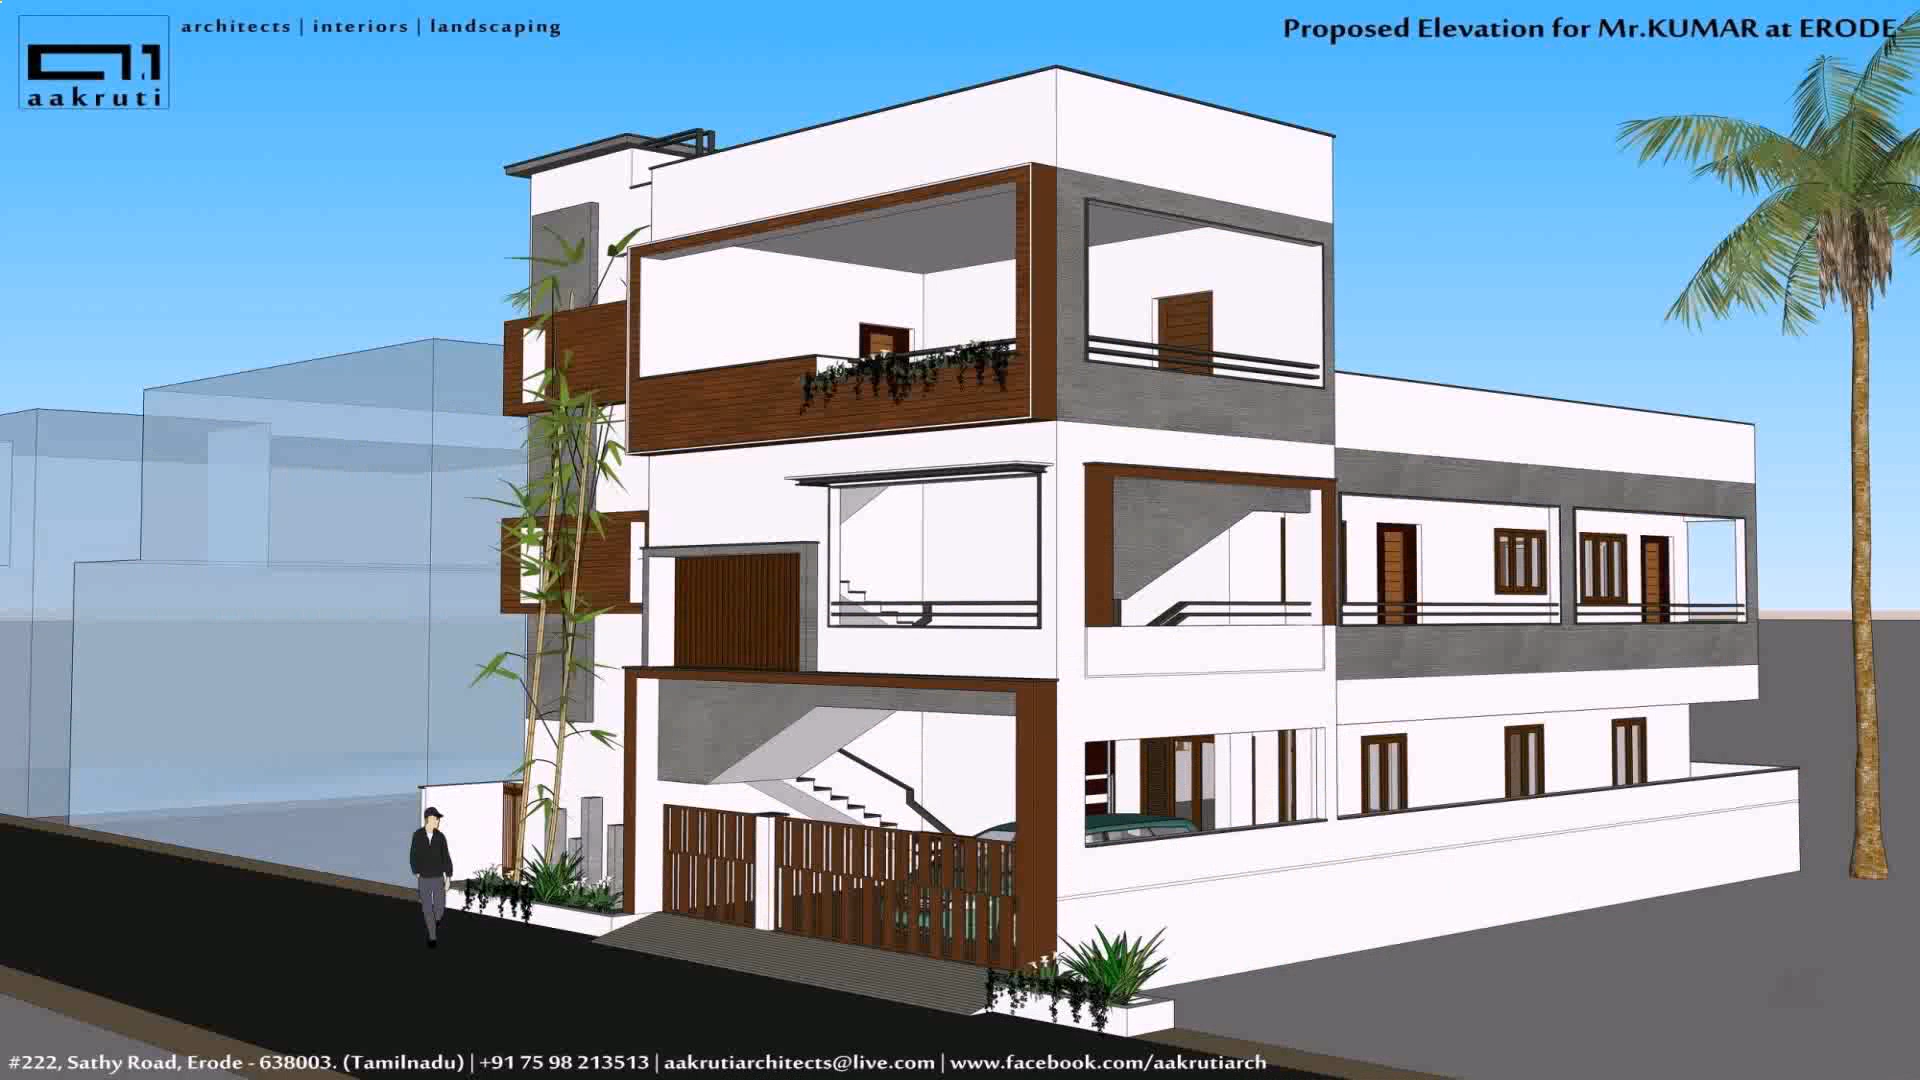 architects | interiors | landscaping
Proposed Elevation for Mr.KUMAR at ERODE
aakruti
#222, Sathy Road, Erode - 638003. (Tamilnadu) | +91 75 98 213513 | aakrutiarchitects@live.com | www.facebook.com/aakrutiarch